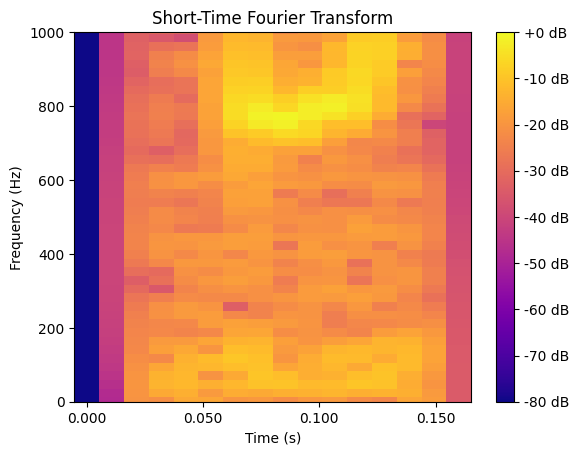 Short-Time Fourier Transform
1000
800
600
400
200
0
Frequency (Hz)
0.000
0.050
0.100
0.150
Time (s)
+0 dB
-10 dB
-20 dB
-30 dB
-40 dB
-50 dB
-60 dB
-70 dB
-80 dB